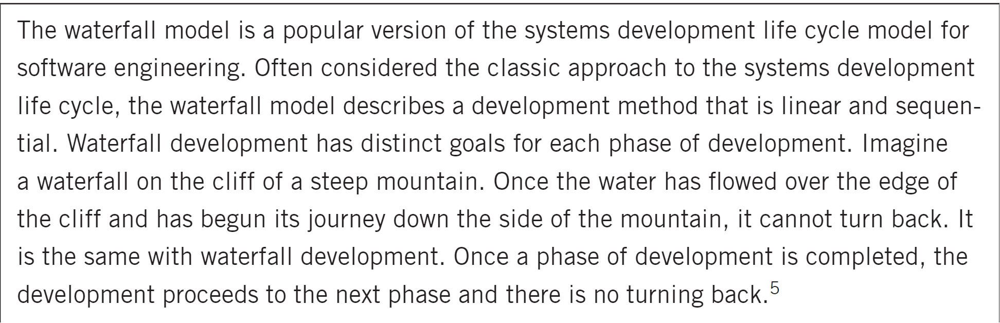 The waterfall model is a popular version of the systems development life cycle model for
software engineering. Often considered the classic approach to the systems development
life cycle, the waterfall model describes a development method that is linear and sequen-
tial. Waterfall development has distinct goals for each phase of development. Imagine
a waterfall on the cliff of a steep mountain. Once the water has flowed over the edge of
the cliff and has begun its journey down the side of the mountain, it cannot turn back. It
is the same with waterfall development. Once a phase of development is completed, the
development proceeds to the next phase and there is no turning back.5